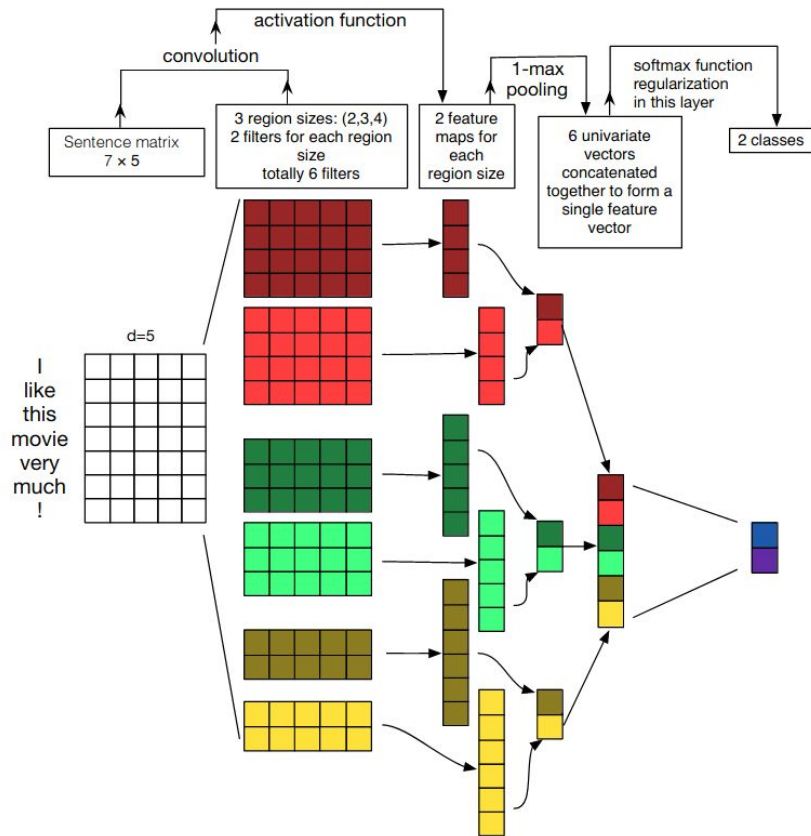 activation function
convolution
1-max
pooling
softmax function
regularization
in this layer
Sentence matrix
7 × 5
3 region sizes: (2,3,4)
2 filters for each region
size
totally 6 filters
2 feature
maps for
each
region size
6 univariate
vectors
concatenated
together to form a
single feature
vector
2 classes
d=5
I
like
this
movie
very
much
!